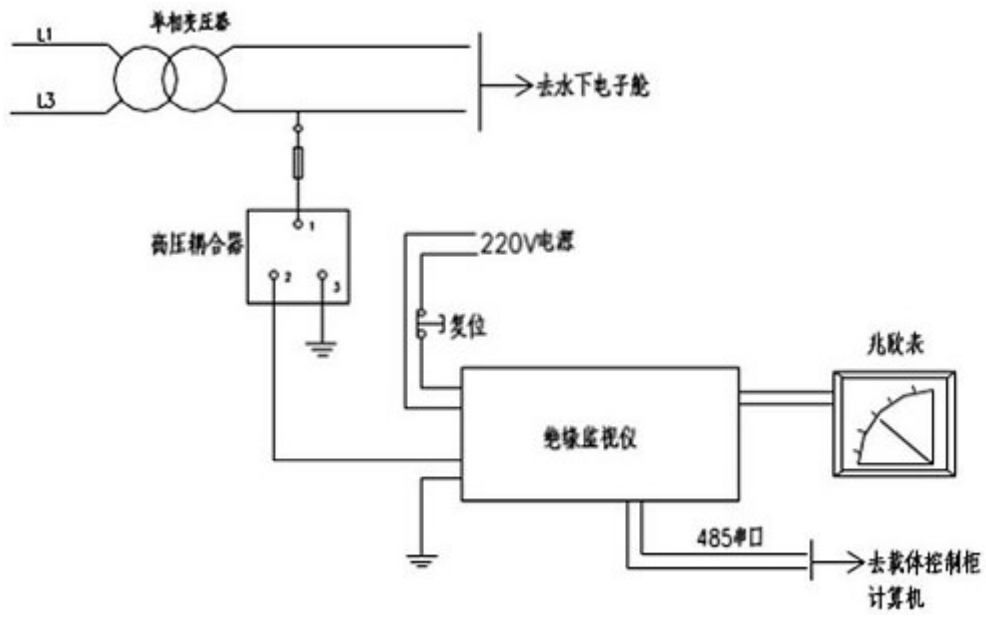 单相变压器
L1
L3
去水下电子舱
高压耦合器
1
2
3
220V电源
复位
兆欧表
绝缘监视仪
485串口
去载体控制柜
计算机